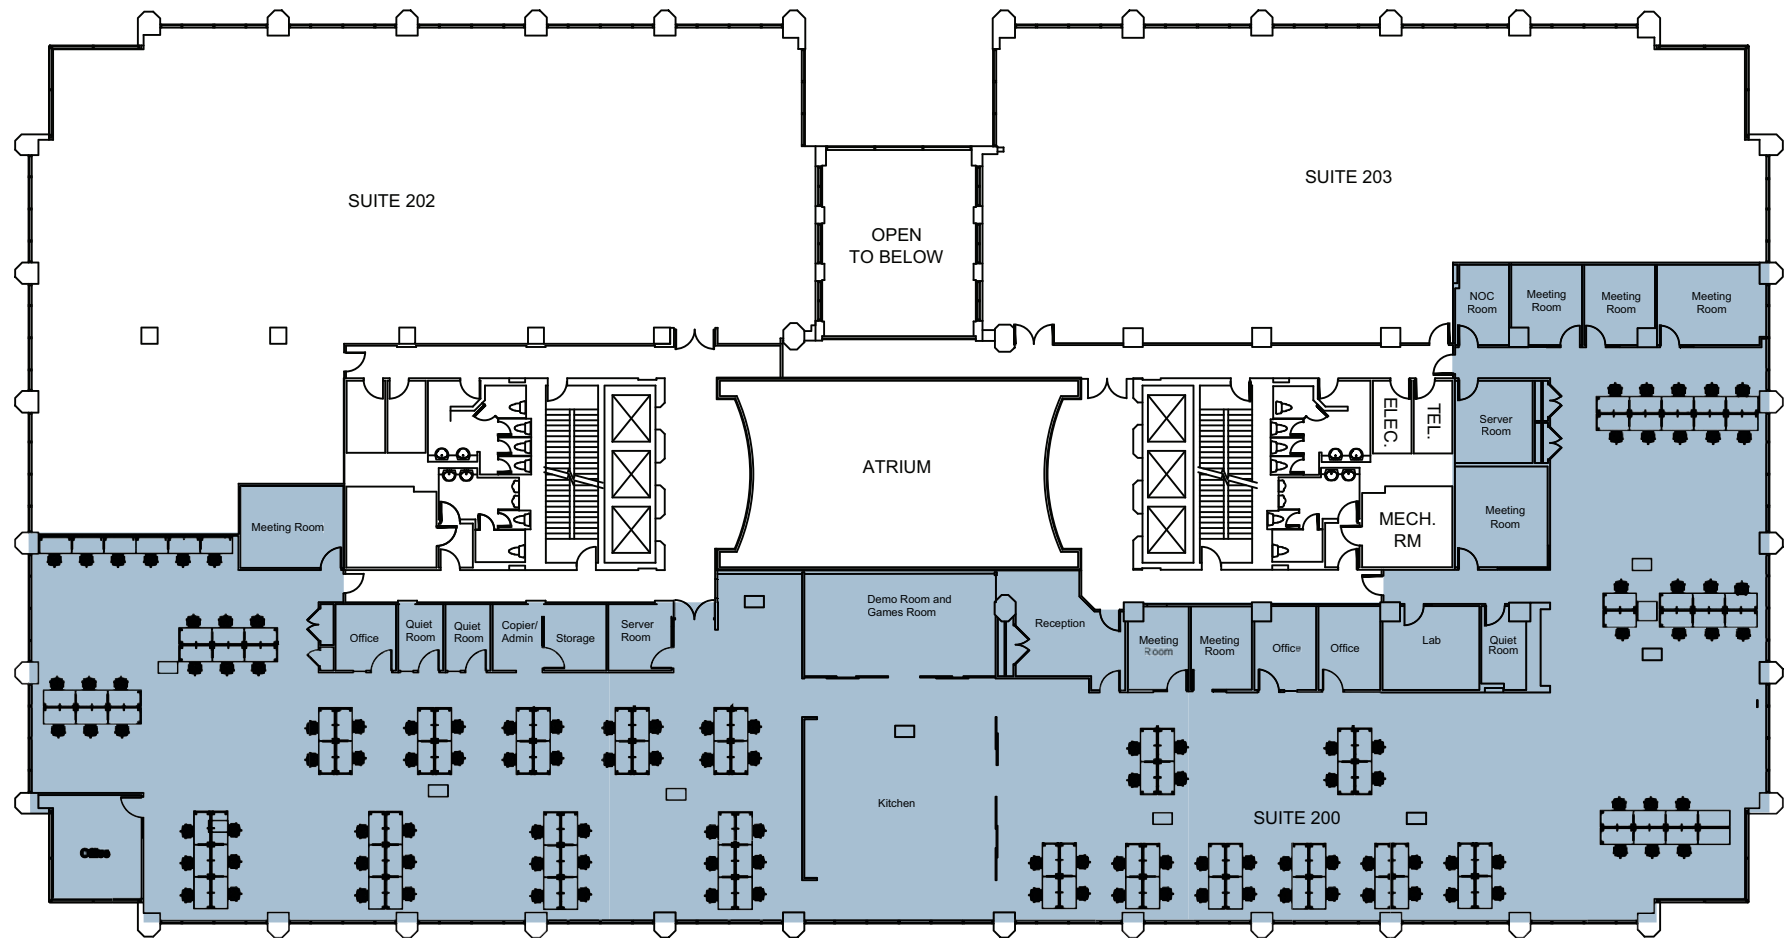 SUITE 202
SUITE 203
OPEN
TO BELOW
NOC
Room
Meeting
Room
Meeting
Room
Meeting
Room
ELEC.
TEL.
Server
Room
ATRIUM
Meeting
Room
MECH.
RM
Meeting Room
Demo Room and
Games Room
Office
Quiet
Room
Quiet
Room
Copier/
Admin
Storage
Server
Room
Reception
Meeting
Room
Meeting
Room
Office
Office
Lab
Quiet
Room
Kitchen
SUITE 200
Office